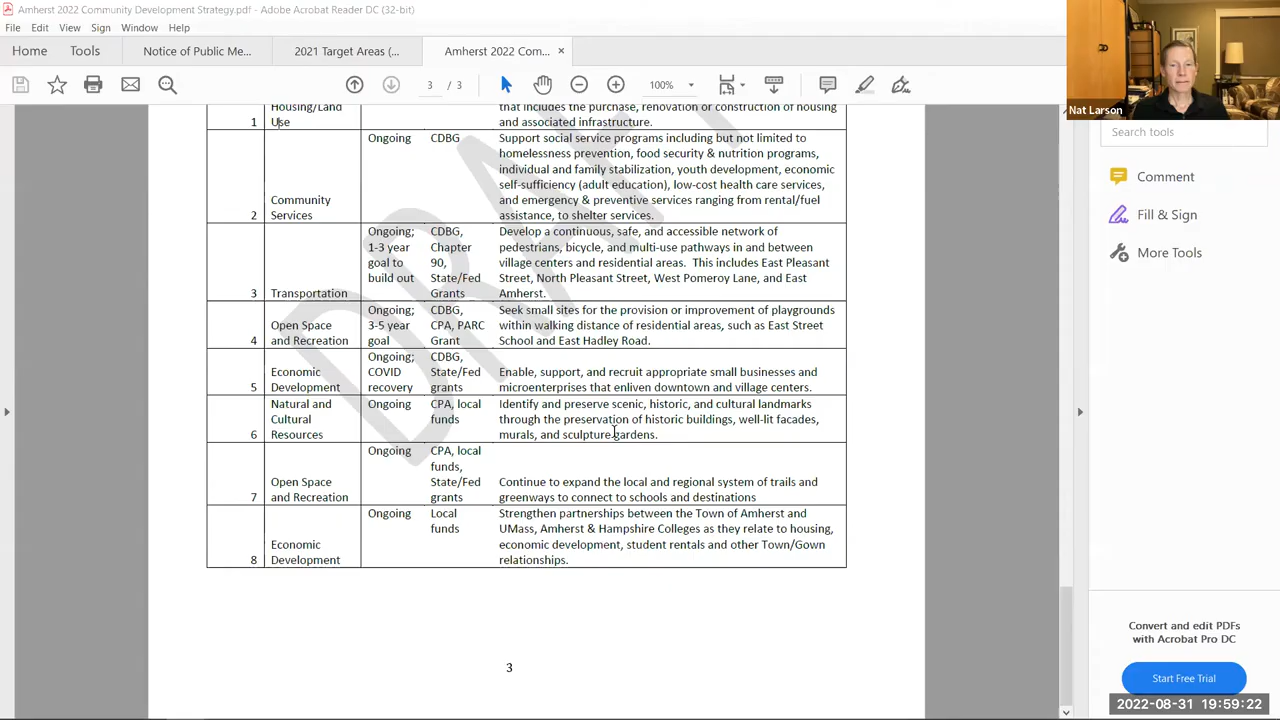 Amherst 2022 Community Development Strategy.pdf - Adobe Acrobat Reader DC (32-bit)
File Edit View Sign Window Help
Home Tools Notice of Public Me... 2021 Target Areas (... Amherst 2022 Com... ×
3 / 3 100%
Nat Larson
Search tools
Comment
Fill & Sign
More Tools
Convert and edit PDFs
with Acrobat Pro DC
Start Free Trial
2022-08-31 19:59:22
DRAFT
Housing/Land
1 Use
that includes the purchase, renovation or construction of housing
and associated infrastructure.
2
Community
Services
Ongoing
CDBG
Support social service programs including but not limited to
homelessness prevention, food security & nutrition programs,
individual and family stabilization, youth development, economic
self-sufficiency (adult education), low-cost health care services,
and emergency & preventive services ranging from rental/fuel
assistance, to shelter services.
3
Transportation
Ongoing;
1-3 year
goal to
build out
CDBG,
Chapter
90,
State/Fed
Grants
Develop a continuous, safe, and accessible network of
pedestrians, bicycle, and multi-use pathways in and between
village centers and residential areas. This includes East Pleasant
Street, North Pleasant Street, West Pomeroy Lane, and East
Amherst.
4
Open Space
and Recreation
Ongoing;
3-5 year
goal
CDBG,
CPA, PARC
Grant
Seek small sites for the provision or improvement of playgrounds
within walking distance of residential areas, such as East Street
School and East Hadley Road.
5
Economic
Development
Ongoing;
COVID
recovery
CDBG,
State/Fed
grants
Enable, support, and recruit appropriate small businesses and
microenterprises that enliven downtown and village centers.
6
Natural and
Cultural
Resources
Ongoing
CPA, local
funds
Identify and preserve scenic, historic, and cultural landmarks
through the preservation of historic buildings, well-lit facades,
murals, and sculpture gardens.
7
Open Space
and Recreation
Ongoing
CPA, local
funds,
State/Fed
grants
Continue to expand the local and regional system of trails and
greenways to connect to schools and destinations
8
Economic
Development
Ongoing
Local
funds
Strengthen partnerships between the Town of Amherst and
UMass, Amherst & Hampshire Colleges as they relate to housing,
economic development, student rentals and other Town/Gown
relationships.
3